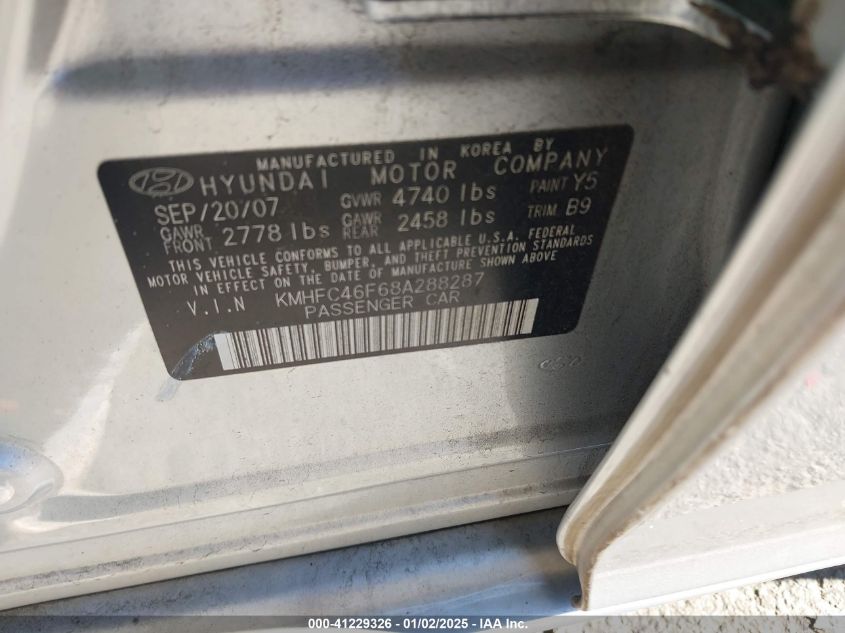 MANUFACTURED IN KOREA BY
HYUNDAI MOTOR COMPANY
SEP/20/07 GVWR 4740 lbs PAINT Y5
GAWR FRONT 2778 lbs GAWR REAR 2458 lbs TRIM B9
THIS VEHICLE CONFORMS TO ALL APPLICABLE U.S.A. FEDERAL
MOTOR VEHICLE SAFETY, BUMPER, AND THEFT PREVENTION STANDARDS
IN EFFECT ON THE DATE OF MANUFACTURE SHOWN ABOVE
V.I.N KMHFC46F68A288287
PASSENGER CAR
000-41229326 - 01/02/2025 - IAA Inc.